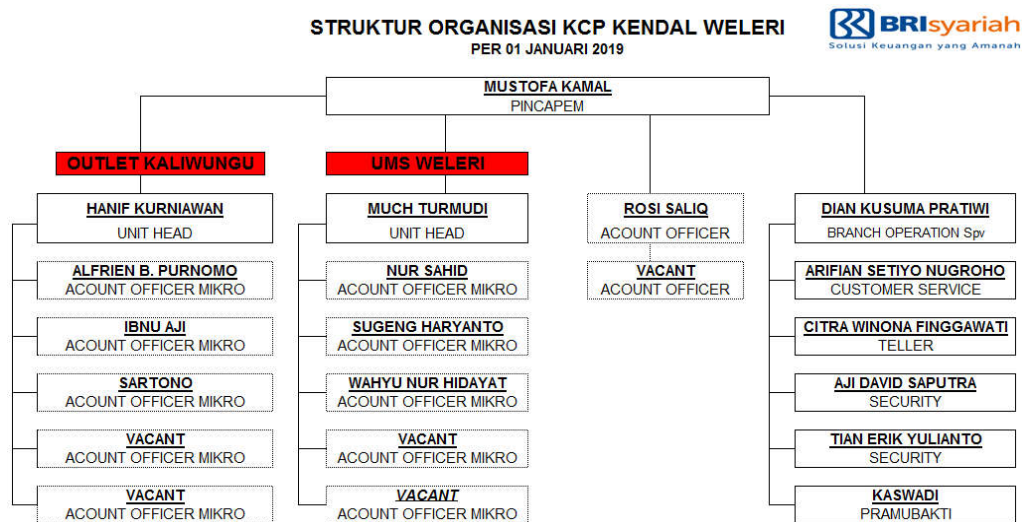 STRUKTUR ORGANISASI KCP KENDAL WELERI
PER 01 JANUARI 2019
BRIsyariah
Solusi Keuangan yang Amanah
MUSTOFA KAMAL
PINCAPEM
OUTLET KALIWUNGU
HANIF KURNIAWAN
UNIT HEAD
ALFRIEN B. PURNOMO
ACOUNT OFFICER MIKRO
IBNU AJI
ACOUNT OFFICER MIKRO
SARTONO
ACOUNT OFFICER MIKRO
VACANT
ACOUNT OFFICER MIKRO
VACANT
ACOUNT OFFICER MIKRO
UMS WELERI
MUCH TURMUDI
UNIT HEAD
NUR SAHID
ACOUNT OFFICER MIKRO
SUGENG HARYANTO
ACOUNT OFFICER MIKRO
WAHYU NUR HIDAYAT
ACOUNT OFFICER MIKRO
VACANT
ACOUNT OFFICER MIKRO
VACANT
ACOUNT OFFICER MIKRO
ROSI SALIQ
ACOUNT OFFICER
VACANT
ACOUNT OFFICER
DIAN KUSUMA PRATIWI
BRANCH OPERATION Spv
ARIFIAN SETIYO NUGROHO
CUSTOMER SERVICE
CITRA WINONA FINGGAWATI
TELLER
AJI DAVID SAPUTRA
SECURITY
TIAN ERIK YULIANTO
SECURITY
KASWADI
PRAMUBAKTI